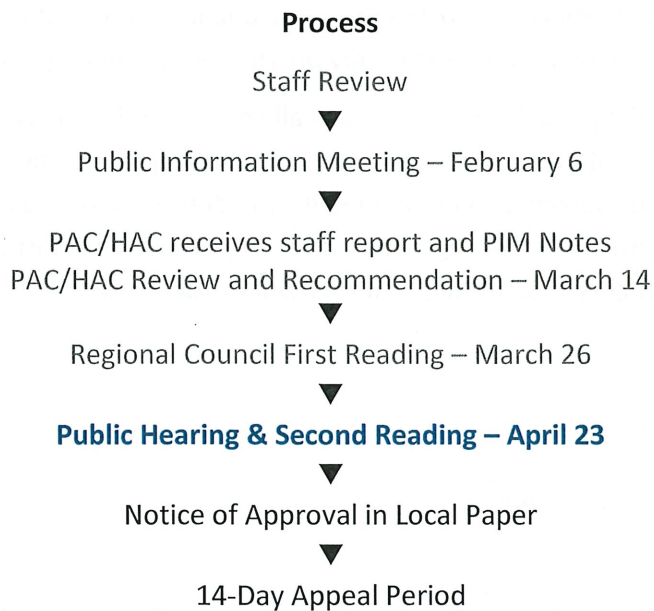 Process
Staff Review
Public Information Meeting – February 6
PAC/HAC receives staff report and PIM Notes
PAC/HAC Review and Recommendation – March 14
Regional Council First Reading – March 26
Public Hearing & Second Reading – April 23
Notice of Approval in Local Paper
14-Day Appeal Period